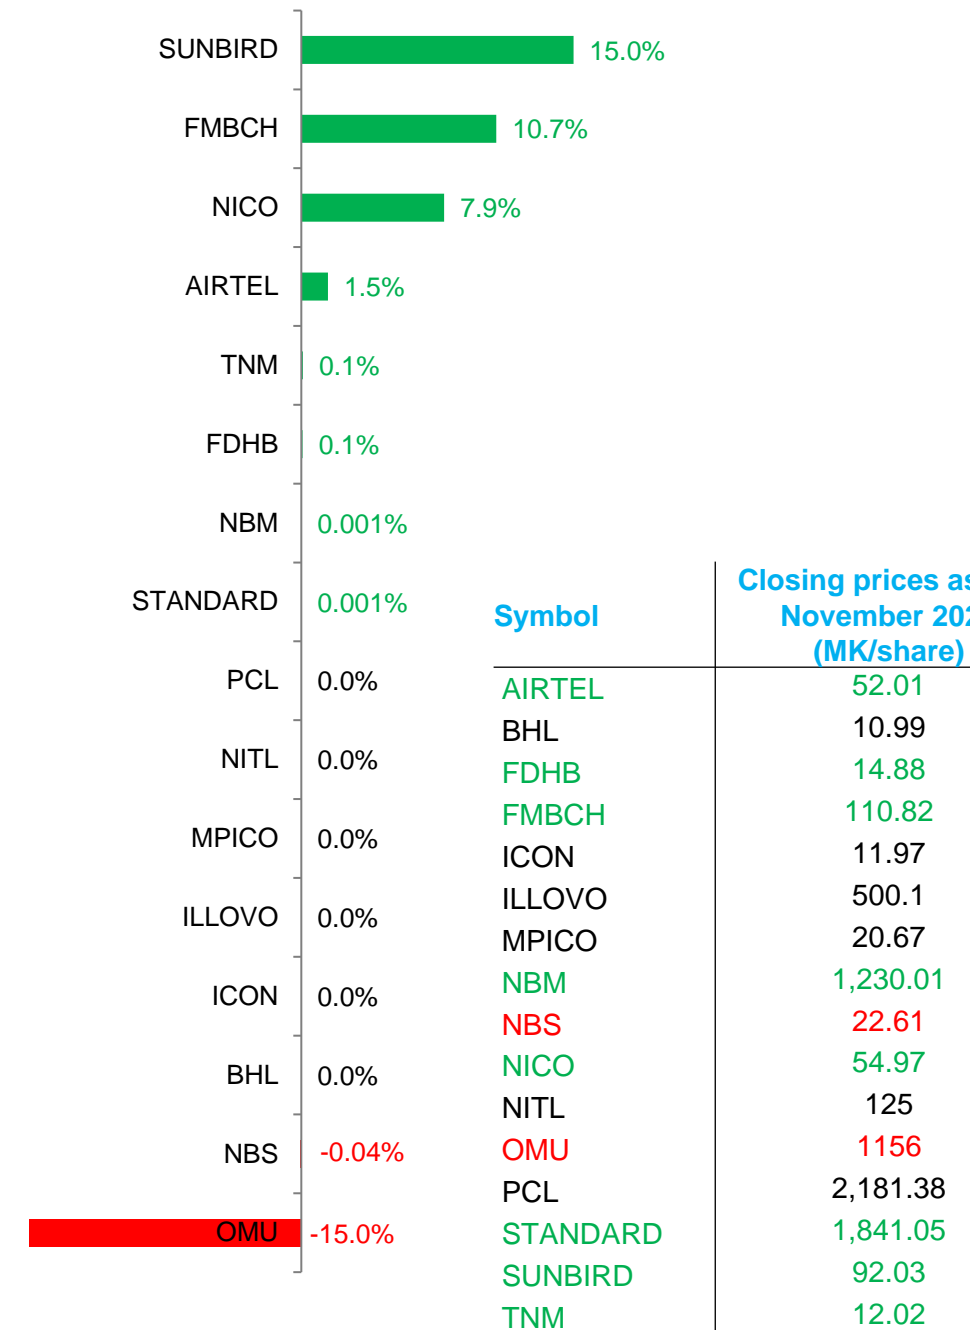 SUNBIRD 15.0%
FMBCH 10.7%
NICO 7.9%
AIRTEL 1.5%
TNM 0.1%
FDHB 0.1%
NBM 0.001%
STANDARD 0.001%
PCL 0.0%
NITL 0.0%
MPICO 0.0%
ILLOVO 0.0%
ICON 0.0%
BHL 0.0%
NBS -0.04%
OMU -15.0%
Symbol
Closing prices as
November 202
(MK/share)
AIRTEL 52.01
BHL 10.99
FDHB 14.88
FMBCH 110.82
ICON 11.97
ILLOVO 500.1
MPICO 20.67
NBM 1,230.01
NBS 22.61
NICO 54.97
NITL 125
OMU 1156
PCL 2,181.38
STANDARD 1,841.05
SUNBIRD 92.03
TNM 12.02